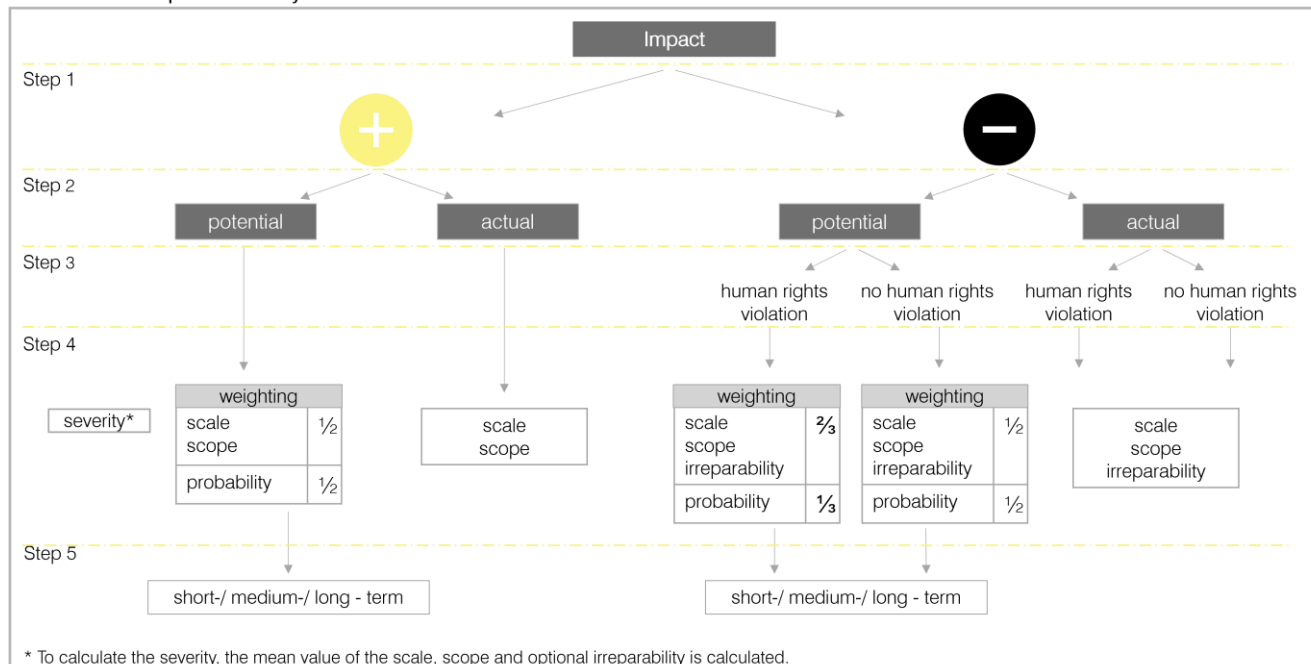 Impact
Step 1
+
−
Step 2
potential
actual
potential
actual
Step 3
human rights
violation
no human rights
violation
human rights
violation
no human rights
violation
Step 4
severity*
weighting
scale
scope
½
probability ½
scale
scope
weighting
scale
scope
irreparability
⅔
probability ⅓
weighting
scale
scope
irreparability
½
probability ½
scale
scope
irreparability
Step 5
short-/ medium-/ long - term
short-/ medium-/ long - term
* To calculate the severity, the mean value of the scale, scope and optional irreparability is calculated.